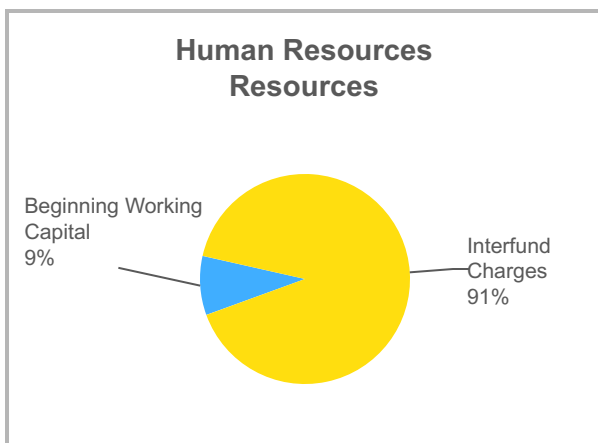 Human Resources
Resources
Beginning Working
Capital
9%
Interfund
Charges
91%